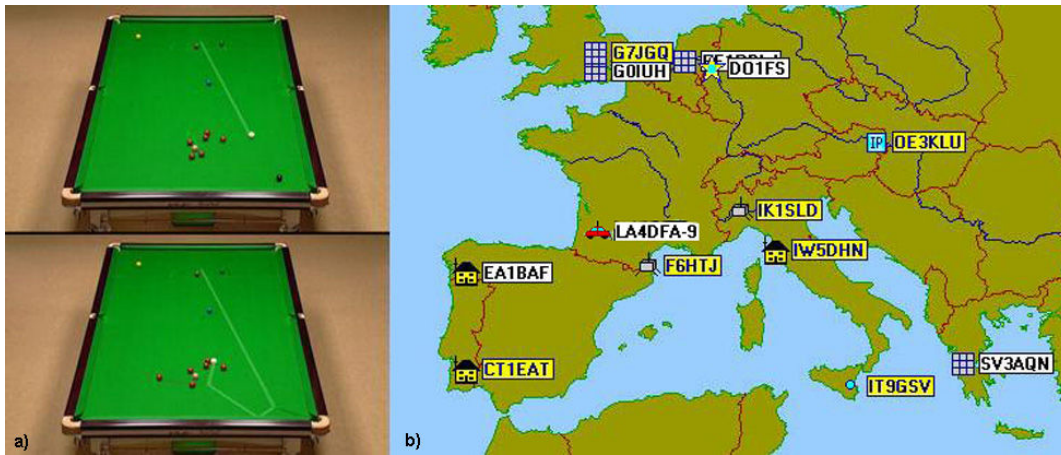 G7JGQ
G0IUH
DO1FS
OE3KLU
IK1SLD
LA4DFA-9
IW5DHN
F6HTJ
EA1BAF
CT1EAT
SV3AQN
IT9GSV
a)
b)